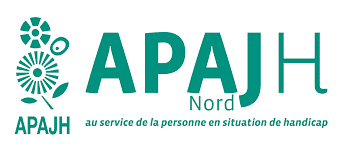 APAJH
APAJH
Nord
au service de la personne en situation de handicap